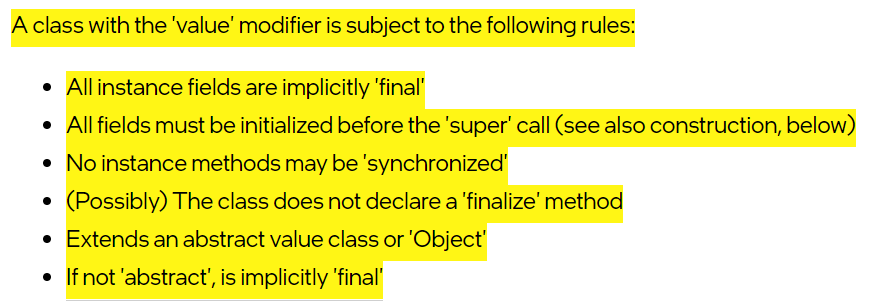 A class with the 'value' modifier is subject to the following rules:
• All instance fields are implicitly 'final'
• All fields must be initialized before the 'super' call (see also construction, below)
• No instance methods may be 'synchronized'
• (Possibly) The class does not declare a 'finalize' method
• Extends an abstract value class or 'Object'
• If not 'abstract', is implicitly 'final'